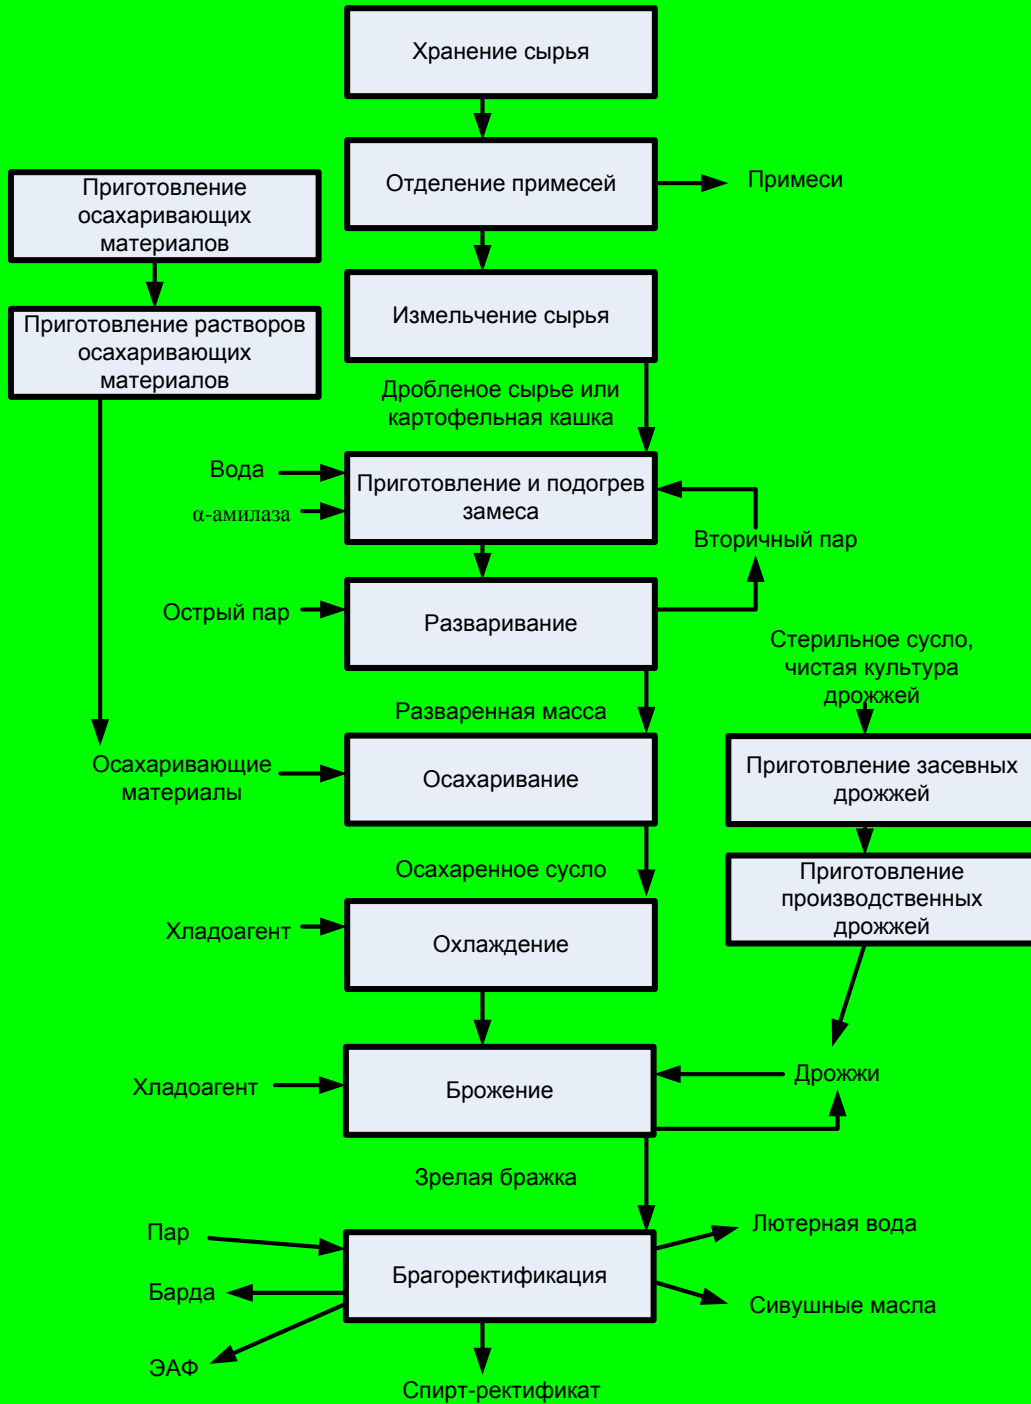 Хранение сырья
Отделение примесей
Примеси
Приготовление
осахаривающих
материалов
Измельчение сырья
Приготовление растворов
осахаривающих
материалов
Дробленое сырье или
картофельная кашка
Вода
α-амилаза
Приготовление и подогрев
замеса
Вторичный пар
Острый пар
Разваривание
Стерильное сусло,
чистая культура
дрожжей
Разваренная масса
Осахаривающие
материалы
Осахаривание
Приготовление засевных
дрожжей
Осахаренное сусло
Приготовление
производственных
дрожжей
Хладоагент
Охлаждение
Хладоагент
Брожение
Дрожжи
Зрелая бражка
Пар
Лютерная вода
Брагоректификация
Барда
Сивушные масла
ЭАФ
Спирт-ректификат